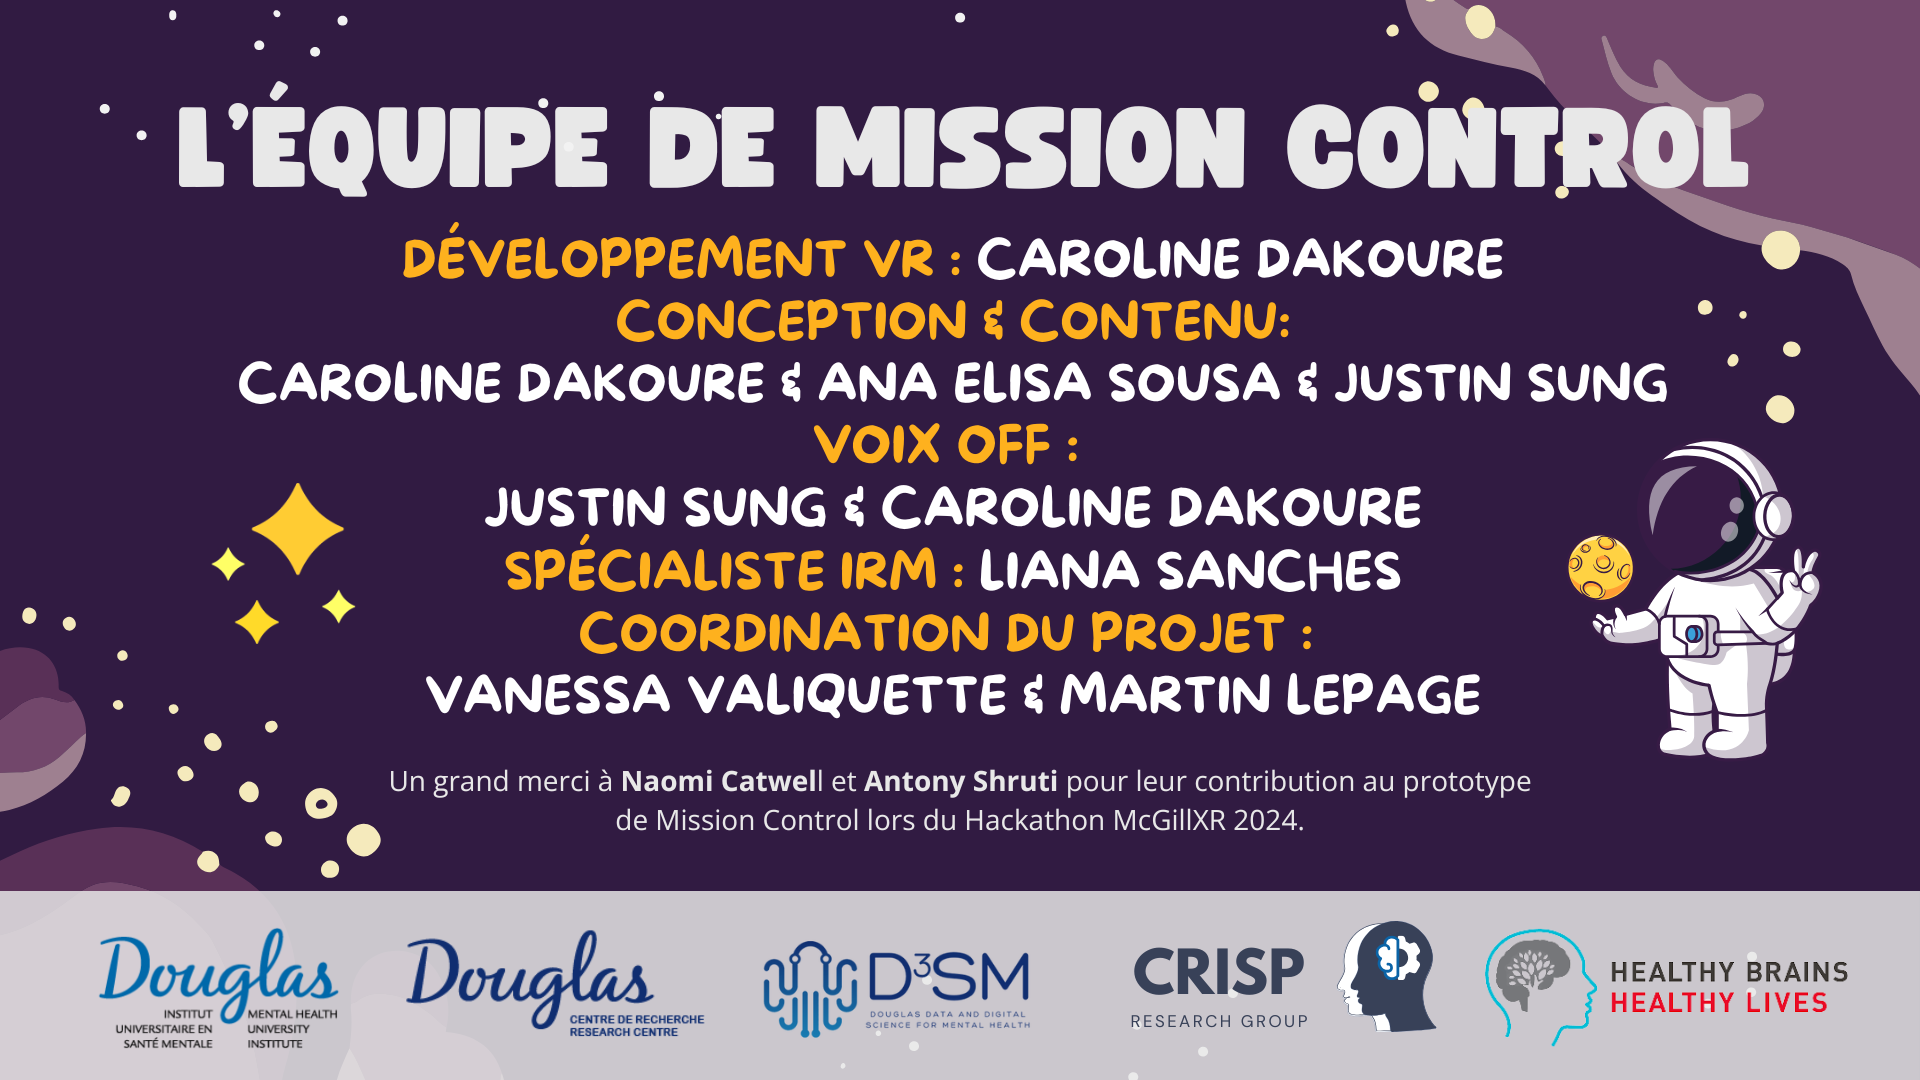 L'ÉQUIPE DE MISSION CONTROL
DÉVELOPPEMENT VR : CAROLINE DAKOURE
CONCEPTION & CONTENU:
CAROLINE DAKOURE & ANA ELISA SOUSA & JUSTIN SUNG
VOIX OFF :
JUSTIN SUNG & CAROLINE DAKOURE
SPÉCIALISTE IRM : LIANA SANCHES
COORDINATION DU PROJET :
VANESSA VALIQUETTE & MARTIN LEPAGE
Un grand merci à Naomi Catwell et Antony Shruti pour leur contribution au prototype
de Mission Control lors du Hackathon McGillXR 2024.
Douglas
INSTITUT
UNIVERSITAIRE EN
SANTÉ MENTALE
MENTAL HEALTH
UNIVERSITY
INSTITUTE
Douglas
CENTRE DE RECHERCHE
RESEARCH CENTRE
D³SM
DOUGLAS DATA AND DIGITAL
SCIENCE FOR MENTAL HEALTH
CRISP
RESEARCH GROUP
HEALTHY BRAINS
HEALTHY LIVES